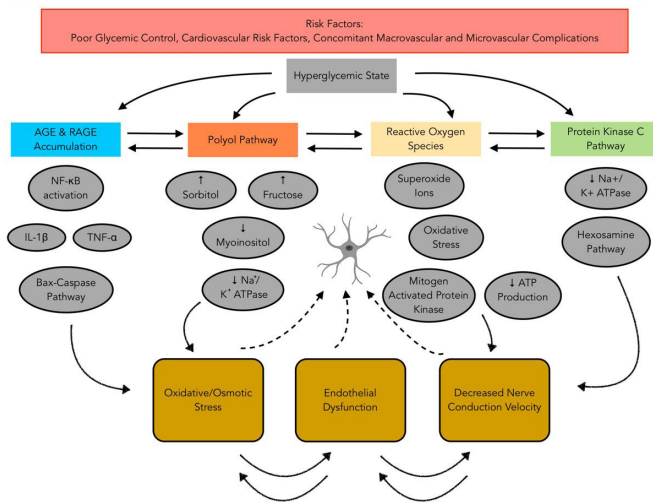 Risk Factors:
Poor Glycemic Control, Cardiovascular Risk Factors, Concomitant Macrovascular and Microvascular Complications
Hyperglycemic State
AGE & RAGE
Accumulation
Polyol Pathway
Reactive Oxygen
Species
Protein Kinase C
Pathway
NF-κB
activation
IL-1β
TNF-α
Bax-Caspase
Pathway
↑
Sorbitol
↑
Fructose
↓
Myoinositol
↓ Na⁺/
K⁺ ATPase
Superoxide
Ions
Oxidative
Stress
Mitogen
Activated Protein
Kinase
↓ ATP
Production
↓ Na+/
K+ ATPase
Hexosamine
Pathway
Oxidative/Osmotic
Stress
Endothelial
Dysfunction
Decreased Nerve
Conduction Velocity